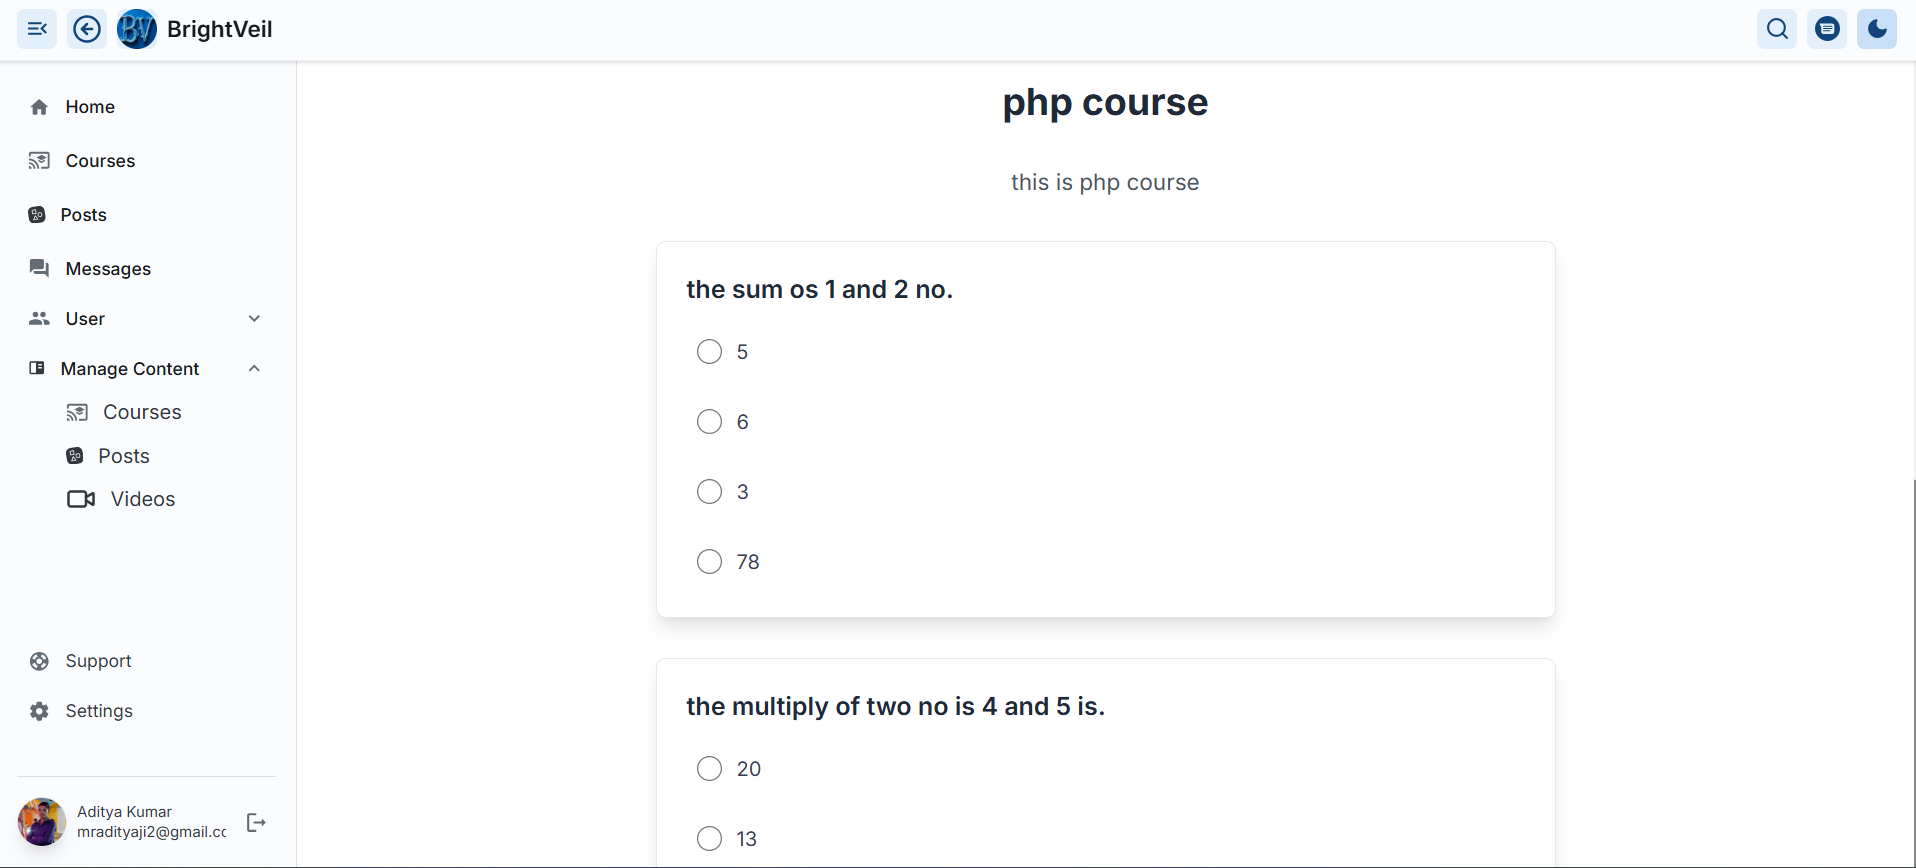 BrightVeil
Home
Courses
Posts
Messages
User
Manage Content
Courses
Posts
Videos
Support
Settings
Aditya Kumar
mradityaji2@gmail.cc
php course
this is php course
the sum os 1 and 2 no.
5
6
3
78
the multiply of two no is 4 and 5 is.
20
13